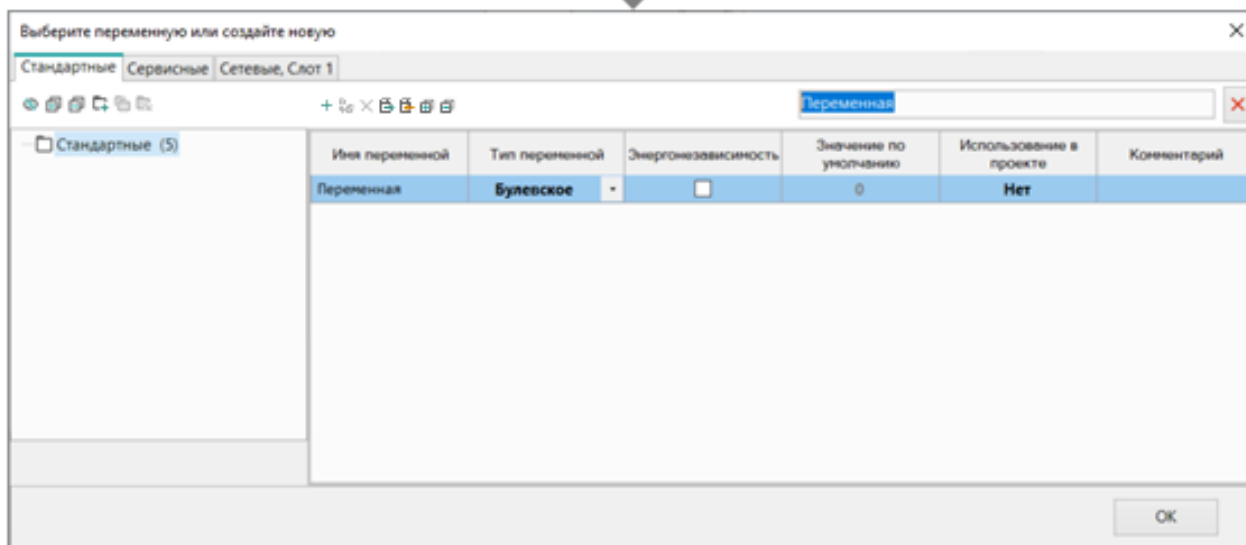 Выберите переменную или создайте новую
Стандартные Сервисные Сетевые, Слот 1
Переменная
Стандартные (5)
Имя переменной Тип переменной Энергонезависимость Значение по умолчанию Использование в проекте Комментарий
Переменная Булевское 0 Нет
OK